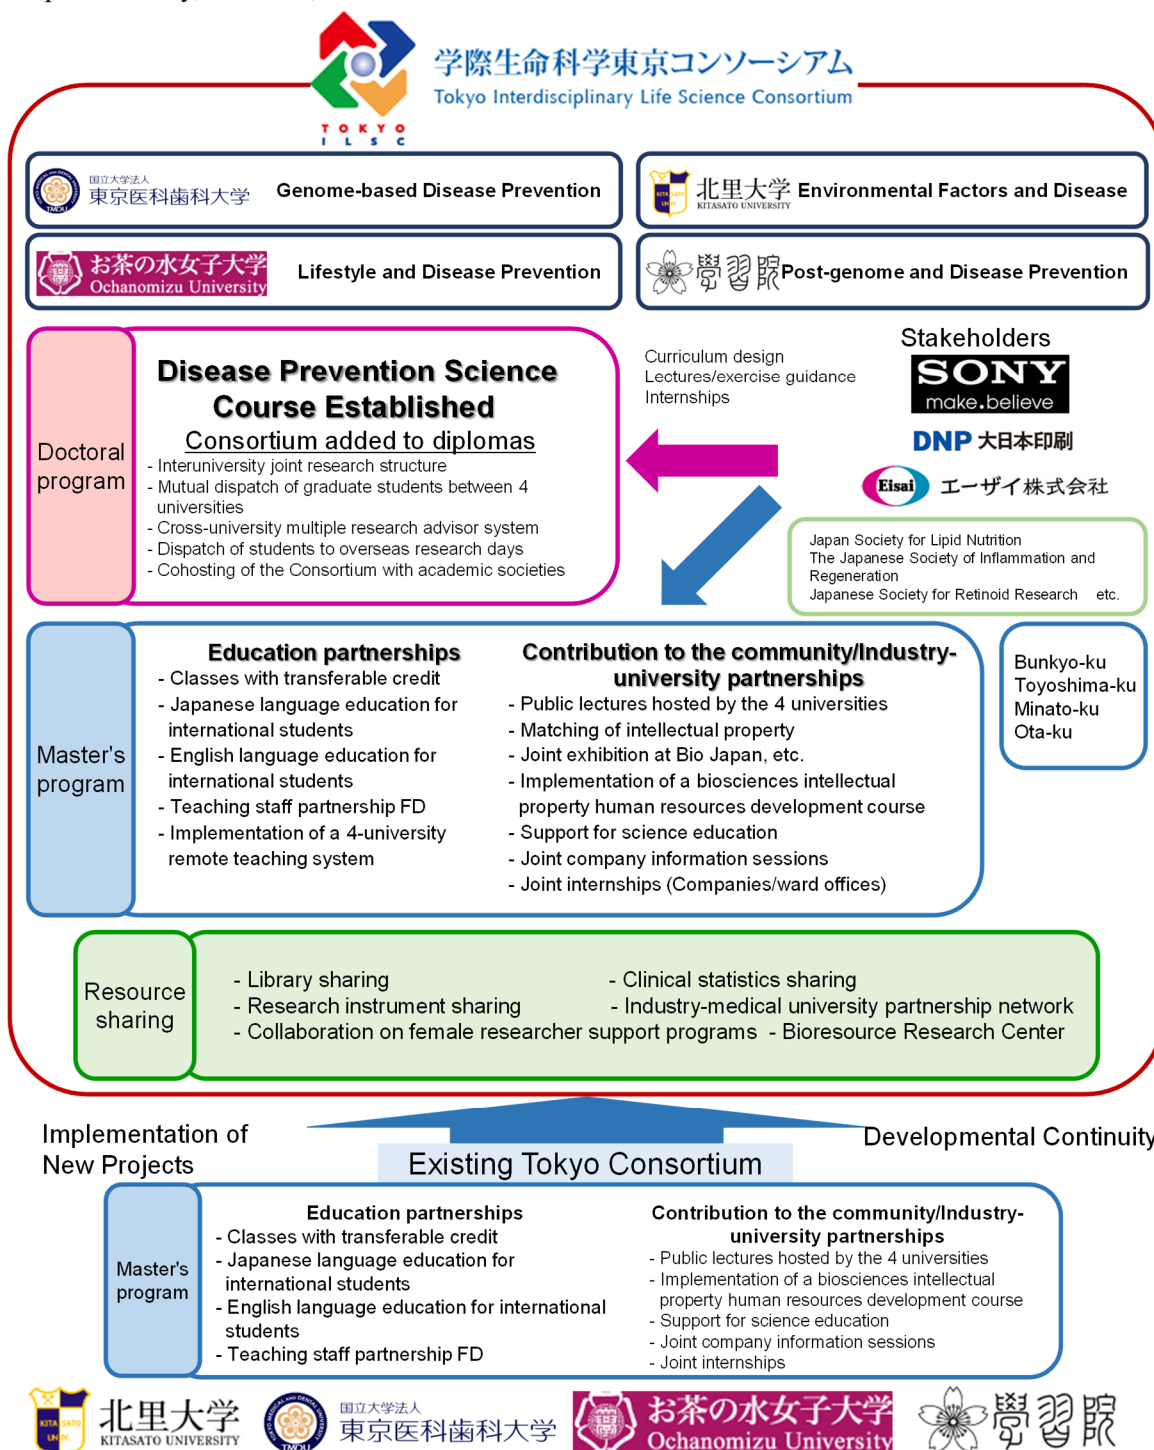 学際生命科学東京コンソーシアム
Tokyo Interdisciplinary Life Science Consortium
TOKYO
ILSC
国立大学法人
東京医科歯科大学
TMDU
Genome-based Disease Prevention
KITA SATO
UNIV.
北里大学
KITASATO UNIVERSITY
Environmental Factors and Disease
お茶の水女子大学
Ochanomizu University
Lifestyle and Disease Prevention
學習院
Post-genome and Disease Prevention
Doctoral
program
Disease Prevention Science
Course Established
Consortium added to diplomas
- Interuniversity joint research structure
- Mutual dispatch of graduate students between 4
universities
- Cross-university multiple research advisor system
- Dispatch of students to overseas research days
- Cohosting of the Consortium with academic societies
Curriculum design
Lectures/exercise guidance
Internships
Stakeholders
SONY
make.believe
DNP 大日本印刷
Eisai エーザイ株式会社
Japan Society for Lipid Nutrition
The Japanese Society of Inflammation and
Regeneration
Japanese Society for Retinoid Research etc.
Master's
program
Education partnerships
- Classes with transferable credit
- Japanese language education for
international students
- English language education for
international students
- Teaching staff partnership FD
- Implementation of a 4-university
remote teaching system
Contribution to the community/Industry-
university partnerships
- Public lectures hosted by the 4 universities
- Matching of intellectual property
- Joint exhibition at Bio Japan, etc.
- Implementation of a biosciences intellectual
property human resources development course
- Support for science education
- Joint company information sessions
- Joint internships (Companies/ward offices)
Bunkyo-ku
Toyoshima-ku
Minato-ku
Ota-ku
Resource
sharing
- Library sharing
- Clinical statistics sharing
- Research instrument sharing
- Industry-medical university partnership network
- Collaboration on female researcher support programs
- Bioresource Research Center
Implementation of
New Projects
Developmental Continuity
Existing Tokyo Consortium
Master's
program
Education partnerships
- Classes with transferable credit
- Japanese language education for
international students
- English language education for international
students
- Teaching staff partnership FD
Contribution to the community/Industry-
university partnerships
- Public lectures hosted by the 4 universities
- Implementation of a biosciences intellectual
property human resources development course
- Support for science education
- Joint company information sessions
- Joint internships
KITA SATO
UNIV.
北里大学
KITASATO UNIVERSITY
TMDU
国立大学法人
東京医科歯科大学
お茶の水女子大学
Ochanomizu University
學習院